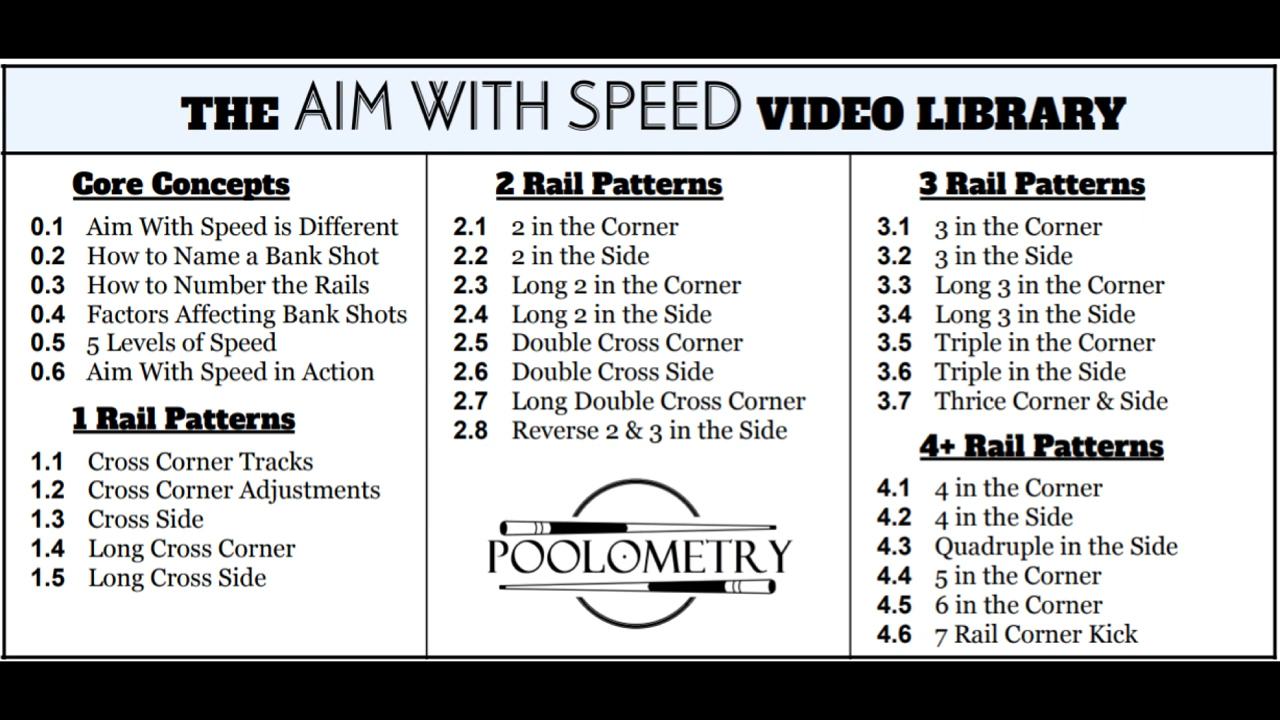 THE AIM WITH SPEED VIDEO LIBRARY
Core Concepts
0.1 Aim With Speed is Different
0.2 How to Name a Bank Shot
0.3 How to Number the Rails
0.4 Factors Affecting Bank Shots
0.5 5 Levels of Speed
0.6 Aim With Speed in Action
1 Rail Patterns
1.1 Cross Corner Tracks
1.2 Cross Corner Adjustments
1.3 Cross Side
1.4 Long Cross Corner
1.5 Long Cross Side
2 Rail Patterns
2.1 2 in the Corner
2.2 2 in the Side
2.3 Long 2 in the Corner
2.4 Long 2 in the Side
2.5 Double Cross Corner
2.6 Double Cross Side
2.7 Long Double Cross Corner
2.8 Reverse 2 & 3 in the Side
POOLOMETRY
3 Rail Patterns
3.1 3 in the Corner
3.2 3 in the Side
3.3 Long 3 in the Corner
3.4 Long 3 in the Side
3.5 Triple in the Corner
3.6 Triple in the Side
3.7 Thrice Corner & Side
4+ Rail Patterns
4.1 4 in the Corner
4.2 4 in the Side
4.3 Quadruple in the Side
4.4 5 in the Corner
4.5 6 in the Corner
4.6 7 Rail Corner Kick